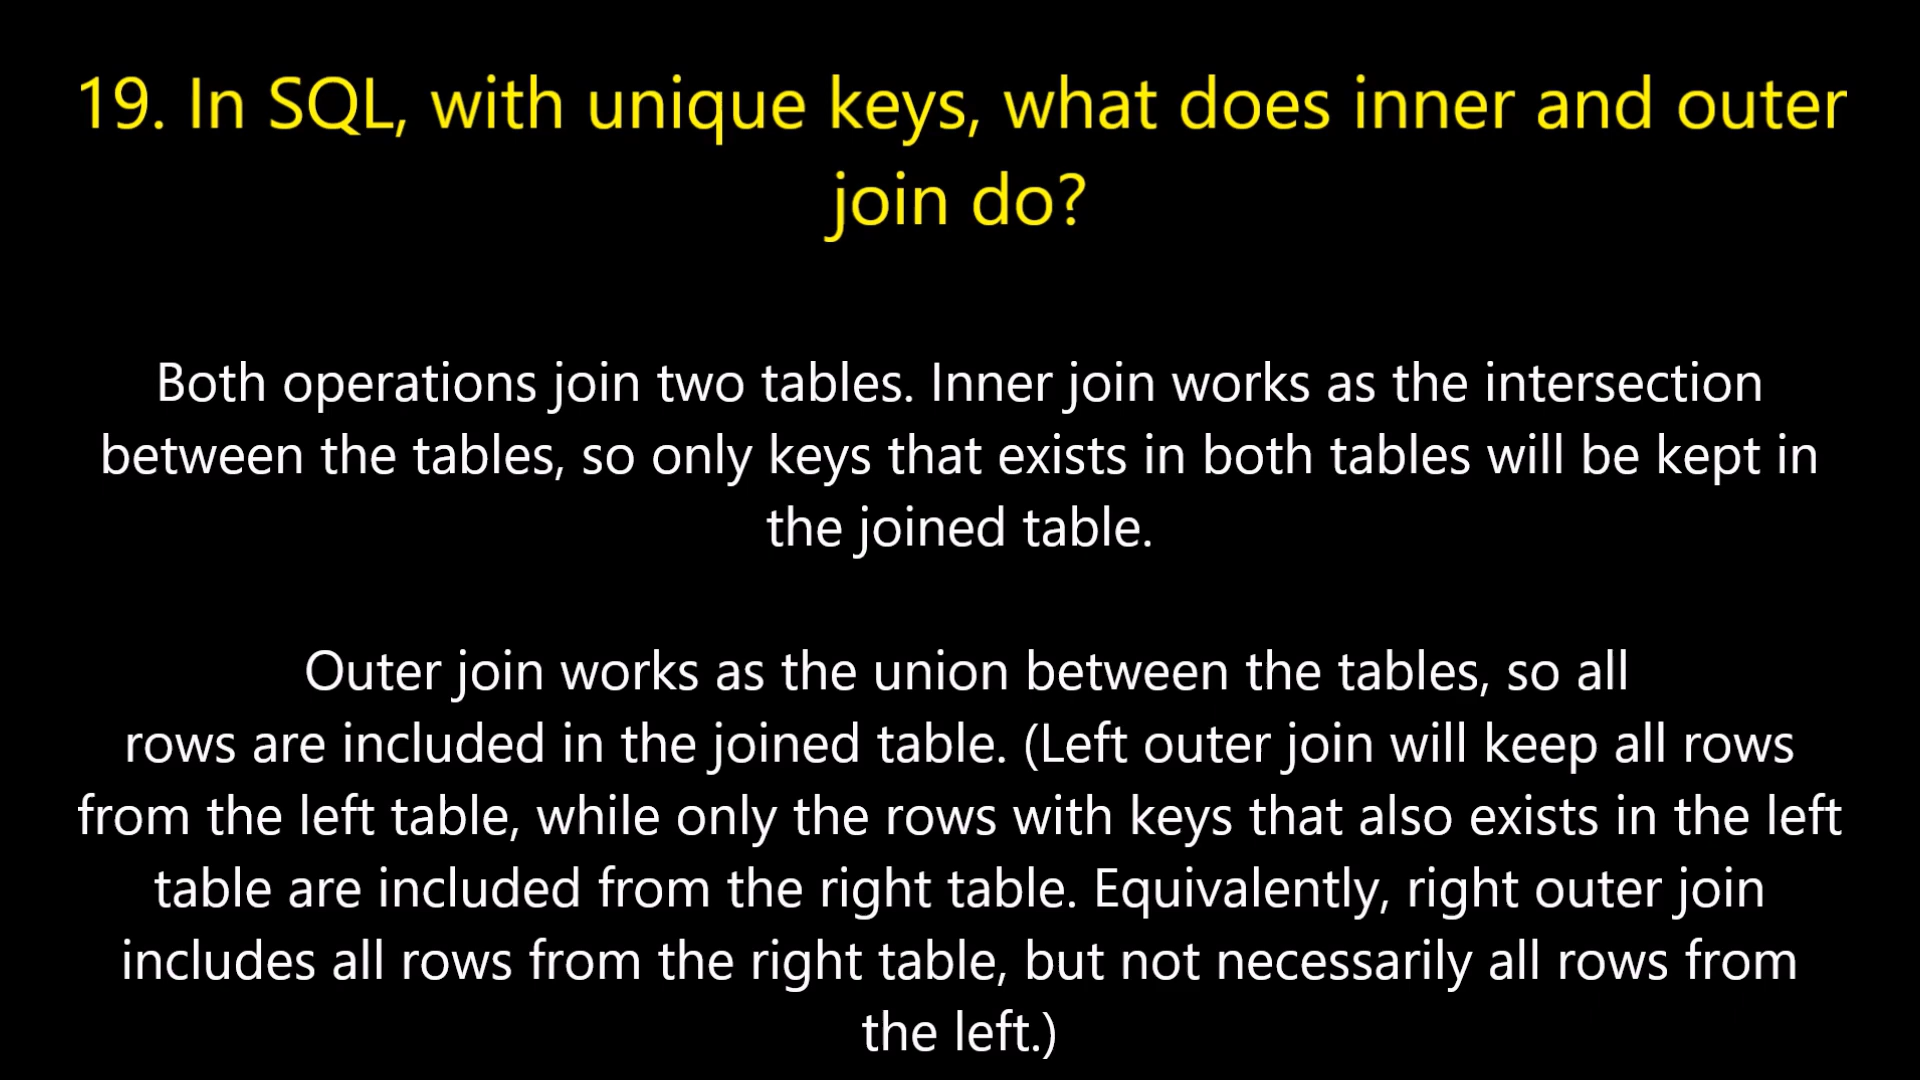 19. In SQL, with unique keys, what does inner and outer
join do?
Both operations join two tables. Inner join works as the intersection
between the tables, so only keys that exists in both tables will be kept in
the joined table.
Outer join works as the union between the tables, so all
rows are included in the joined table. (Left outer join will keep all rows
from the left table, while only the rows with keys that also exists in the left
table are included from the right table. Equivalently, right outer join
includes all rows from the right table, but not necessarily all rows from
the left.)